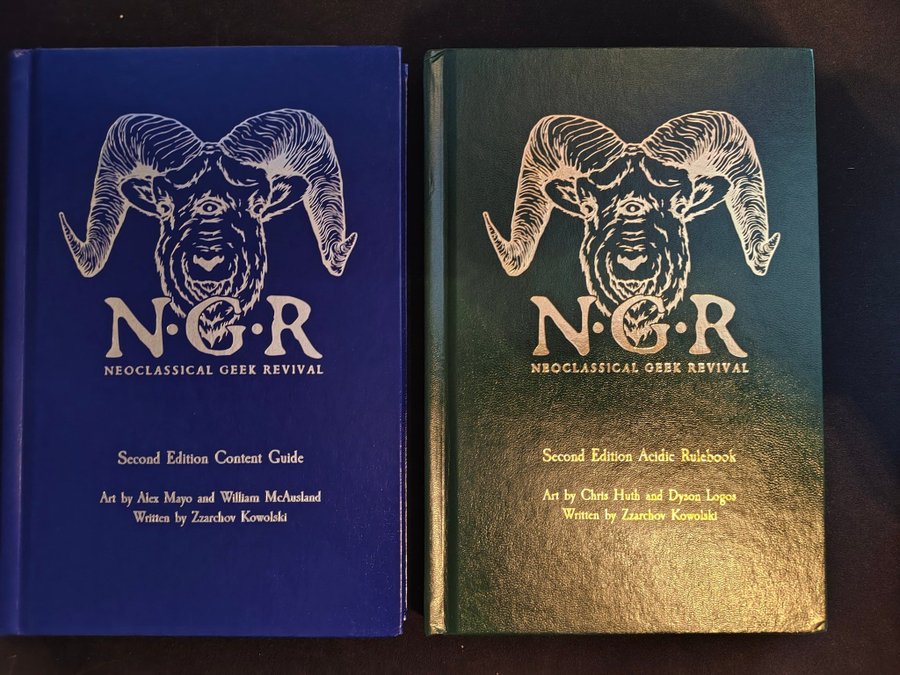 N·G·R
NEOCLASSICAL GEEK REVIVAL
Second Edition Content Guide
Art by Alex Mayo and William McAusland
Written by Zzarchov Kowolski
N·G·R
NEOCLASSICAL GEEK REVIVAL
Second Edition Acidic Rulebook
Art by Chris Huth and Dyson Logos
Written by Zzarchov Kowolski